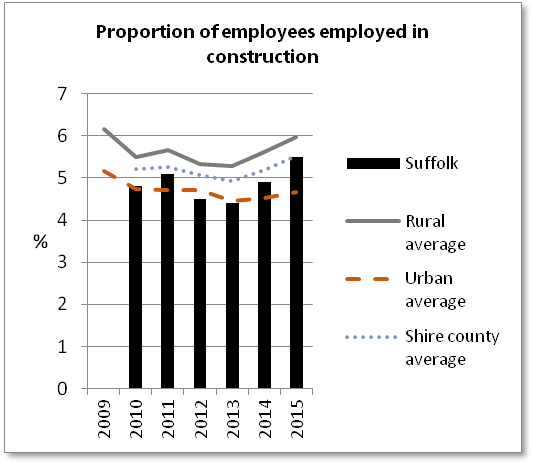 Proportion of employees employed in
construction
7
6
5
4
3
2
1
0
%
2009
2010
2011
2012
2013
2014
2015
Suffolk
Rural
average
Urban
average
Shire county
average